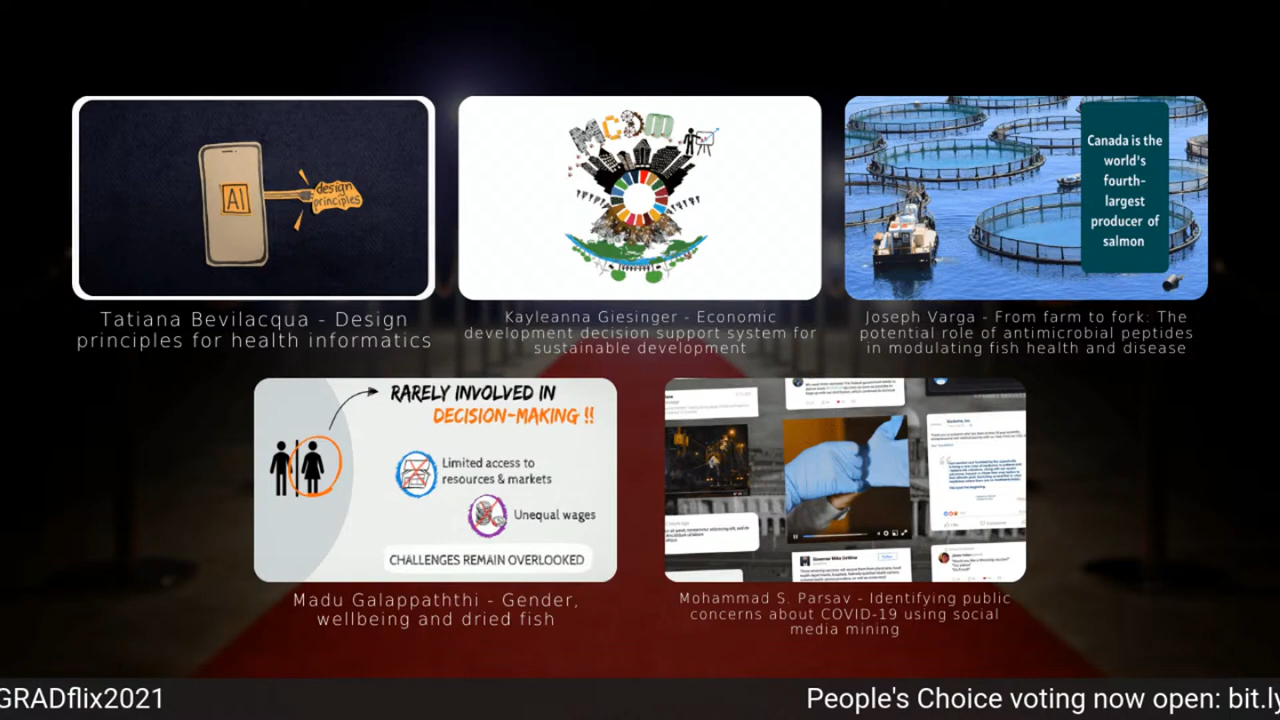 AI
design
principles
MCDM
Canada is the
world's
fourth-
largest
producer of
salmon
Tatiana Bevilacqua - Design
principles for health informatics
Kayleanna Giesinger - Economic
development decision support system for
sustainable development
Joseph Varga - From farm to fork: The
potential role of antimicrobial peptides
in modulating fish health and disease
RARELY INVOLVED IN
DECISION-MAKING !!
Limited access to
resources & markets
Unequal wages
CHALLENGES REMAIN OVERLOOKED
Governor Mike DeWine
Madu Galappaththi - Gender,
wellbeing and dried fish
Mohammad S. Parsav - Identifying public
concerns about COVID-19 using social
media mining
GRADflix2021
People's Choice voting now open: bit.ly